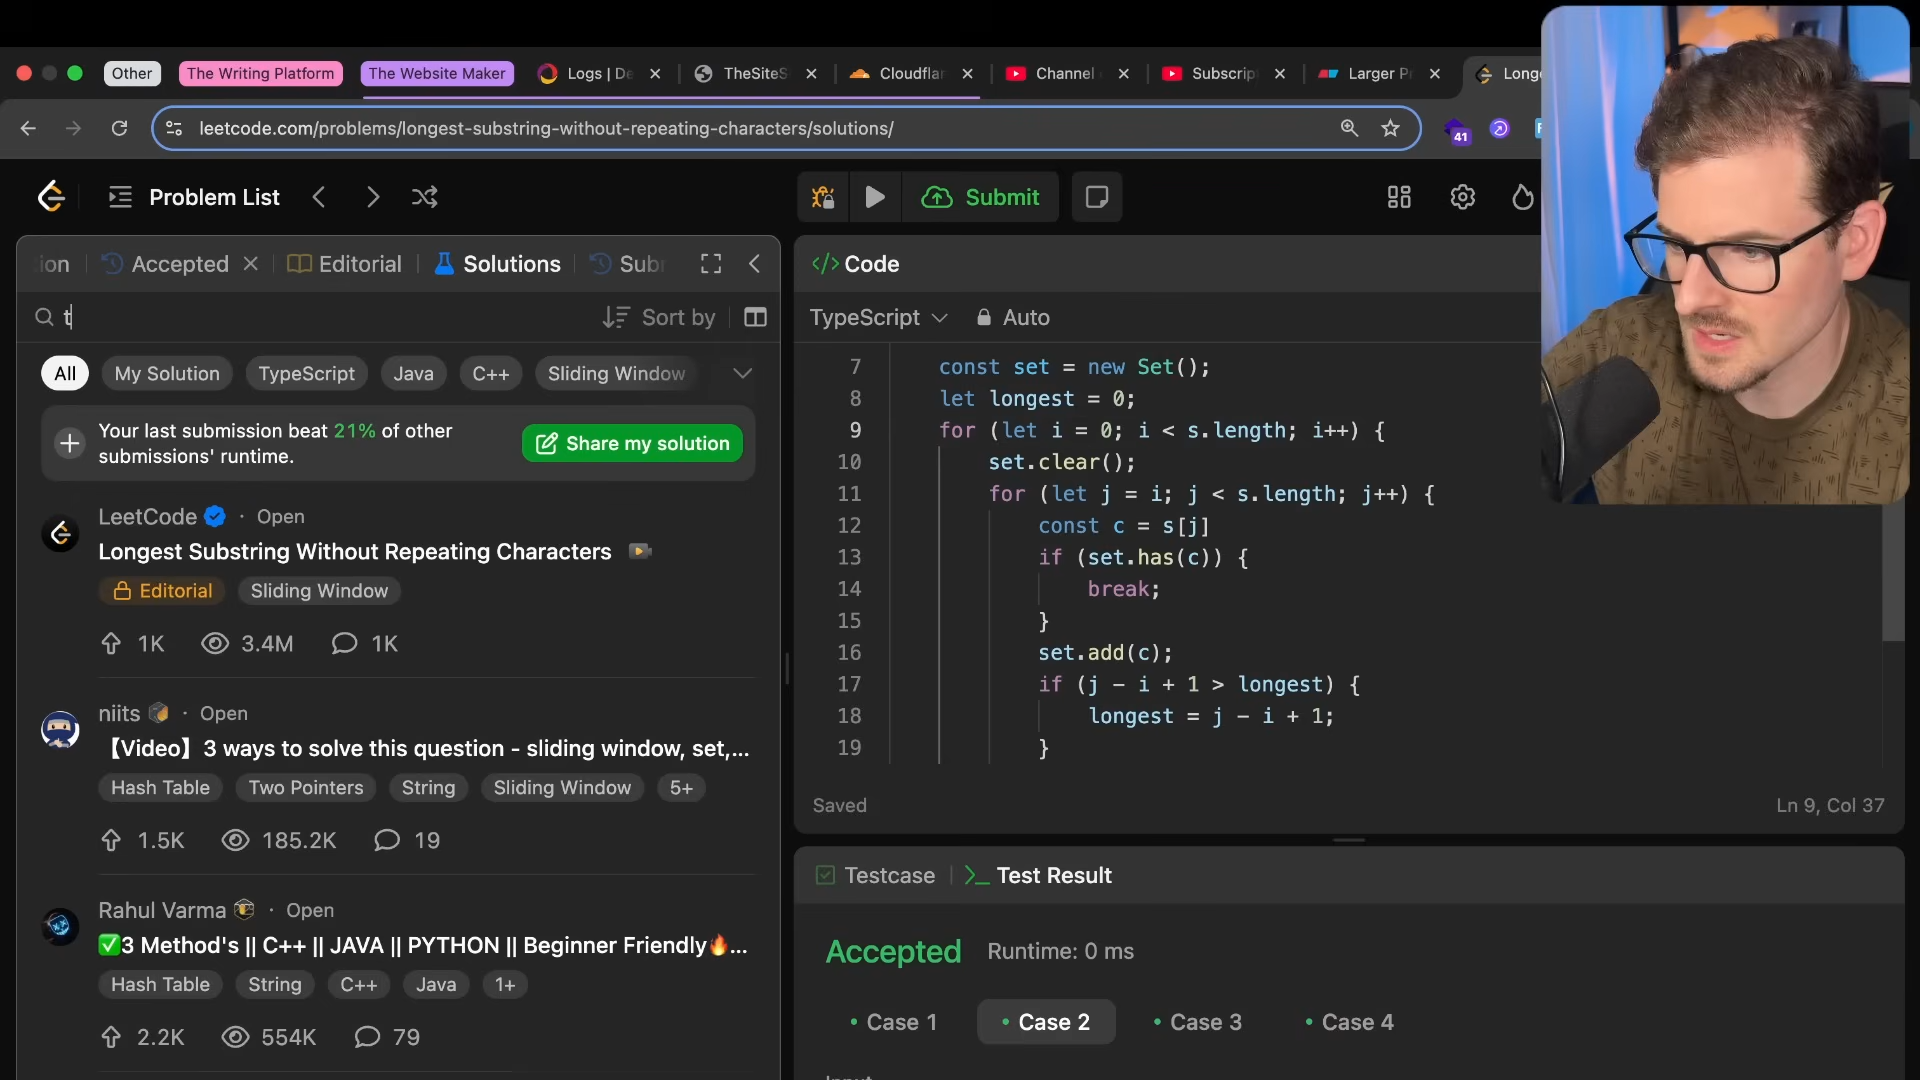 Other
The Writing Platform
The Website Maker
Logs | De
TheSiteS
Cloudflar
Channel
Subscrip
Larger P
Longe
leetcode.com/problems/longest-substring-without-repeating-characters/solutions/
41
Problem List
Submit
ion
Accepted
Editorial
Solutions
Subr
t
Sort by
All
My Solution
TypeScript
Java
C++
Sliding Window
Your last submission beat 21% of other
submissions' runtime.
Share my solution
LeetCode · Open
Longest Substring Without Repeating Characters
Editorial
Sliding Window
1K
3.4M
1K
niits · Open
【Video】3 ways to solve this question - sliding window, set,...
Hash Table
Two Pointers
String
Sliding Window
5+
1.5K
185.2K
19
Rahul Varma · Open
✅3 Method's || C++ || JAVA || PYTHON || Beginner Friendly🔥...
Hash Table
String
C++
Java
1+
2.2K
554K
79
</> Code
TypeScript
Auto
7 const set = new Set();
8 let longest = 0;
9 for (let i = 0; i < s.length; i++) {
10 set.clear();
11 for (let j = i; j < s.length; j++) {
12 const c = s[j]
13 if (set.has(c)) {
14 break;
15 }
16 set.add(c);
17 if (j - i + 1 > longest) {
18 longest = j - i + 1;
19 }
Saved
Ln 9, Col 37
Testcase
Test Result
Accepted
Runtime: 0 ms
• Case 1
• Case 2
• Case 3
• Case 4